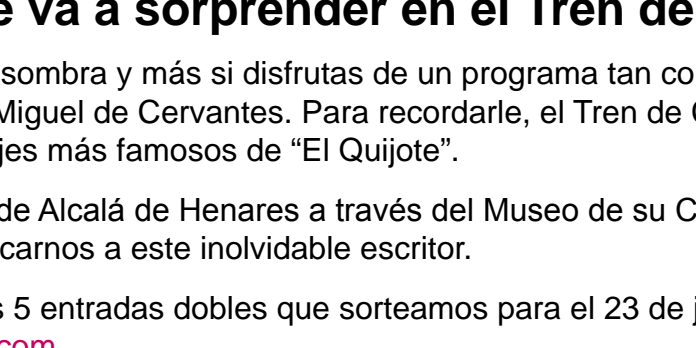 e va a sorprender en el Tren de
sombra y más si disfrutas de un programa tan co
Miguel de Cervantes. Para recordarle, el Tren de C
jes más famosos de “El Quijote”.
de Alcalá de Henares a través del Museo de su C
carnos a este inolvidable escritor.
s 5 entradas dobles que sorteamos para el 23 de j
.com